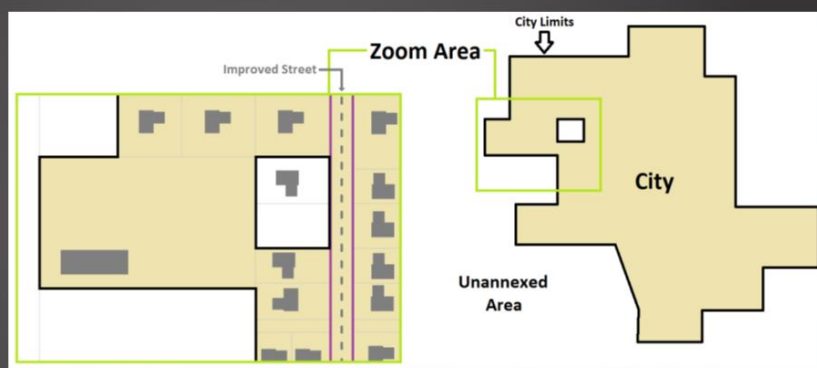 City Limits
Zoom Area
Improved Street
City
Unannexed
Area